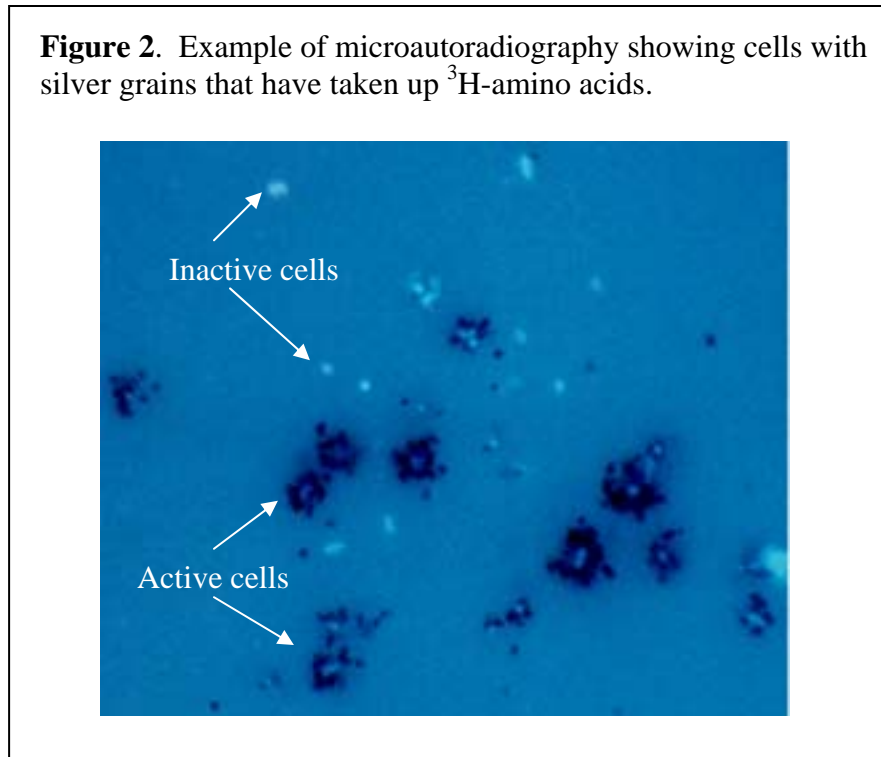 Figure 2. Example of microautoradiography showing cells with
silver grains that have taken up ³H-amino acids.
Inactive cells
Active cells